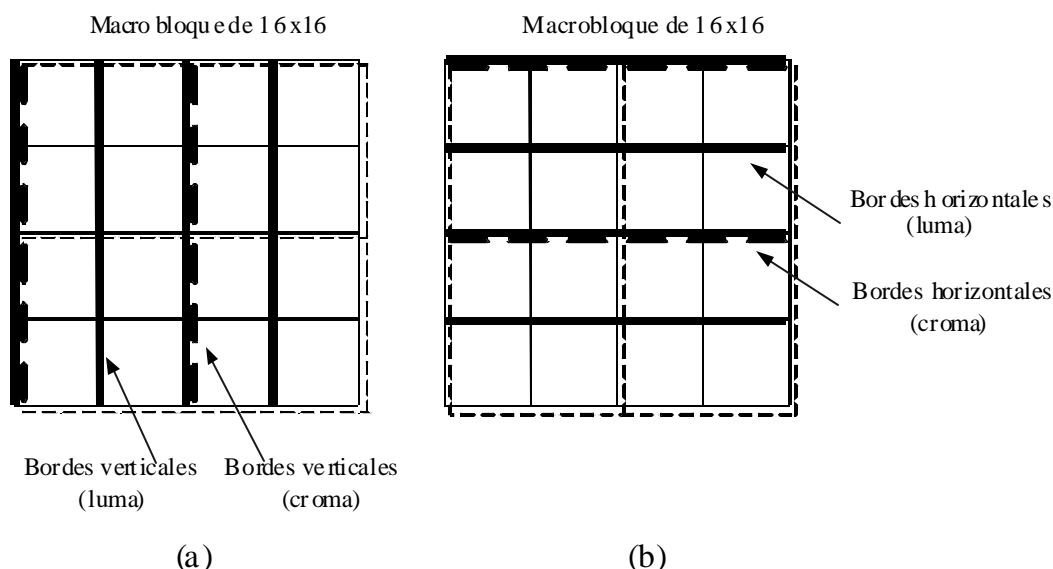 Macro bloque de 16x16
Macrobloque de 16x16
Bordes horizontales
(luma)
Bordes horizontales
(croma)
Bordes verticales
(luma)
Bordes verticales
(croma)
(a)
(b)